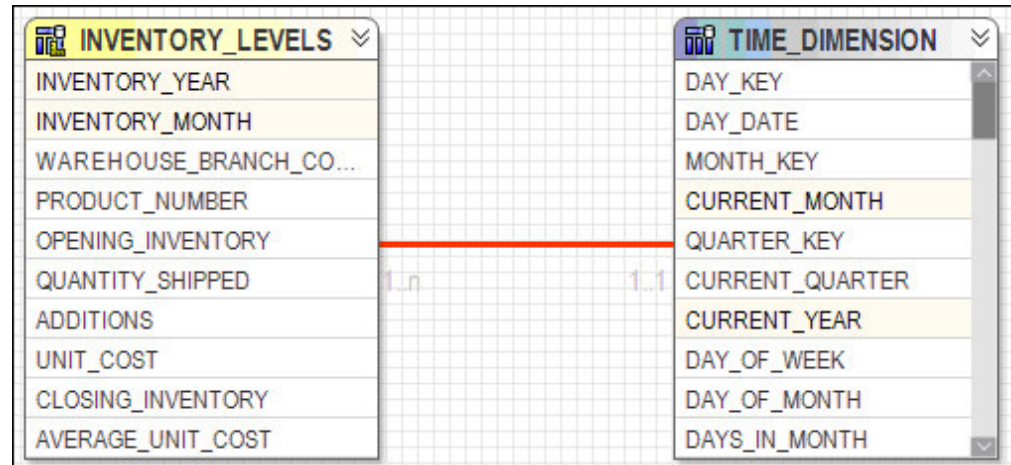 INVENTORY_LEVELS
INVENTORY_YEAR
INVENTORY_MONTH
WAREHOUSE_BRANCH_CO...
PRODUCT_NUMBER
OPENING_INVENTORY
QUANTITY_SHIPPED
ADDITIONS
UNIT_COST
CLOSING_INVENTORY
AVERAGE_UNIT_COST
1..n
1..1
TIME_DIMENSION
DAY_KEY
DAY_DATE
MONTH_KEY
CURRENT_MONTH
QUARTER_KEY
CURRENT_QUARTER
CURRENT_YEAR
DAY_OF_WEEK
DAY_OF_MONTH
DAYS_IN_MONTH